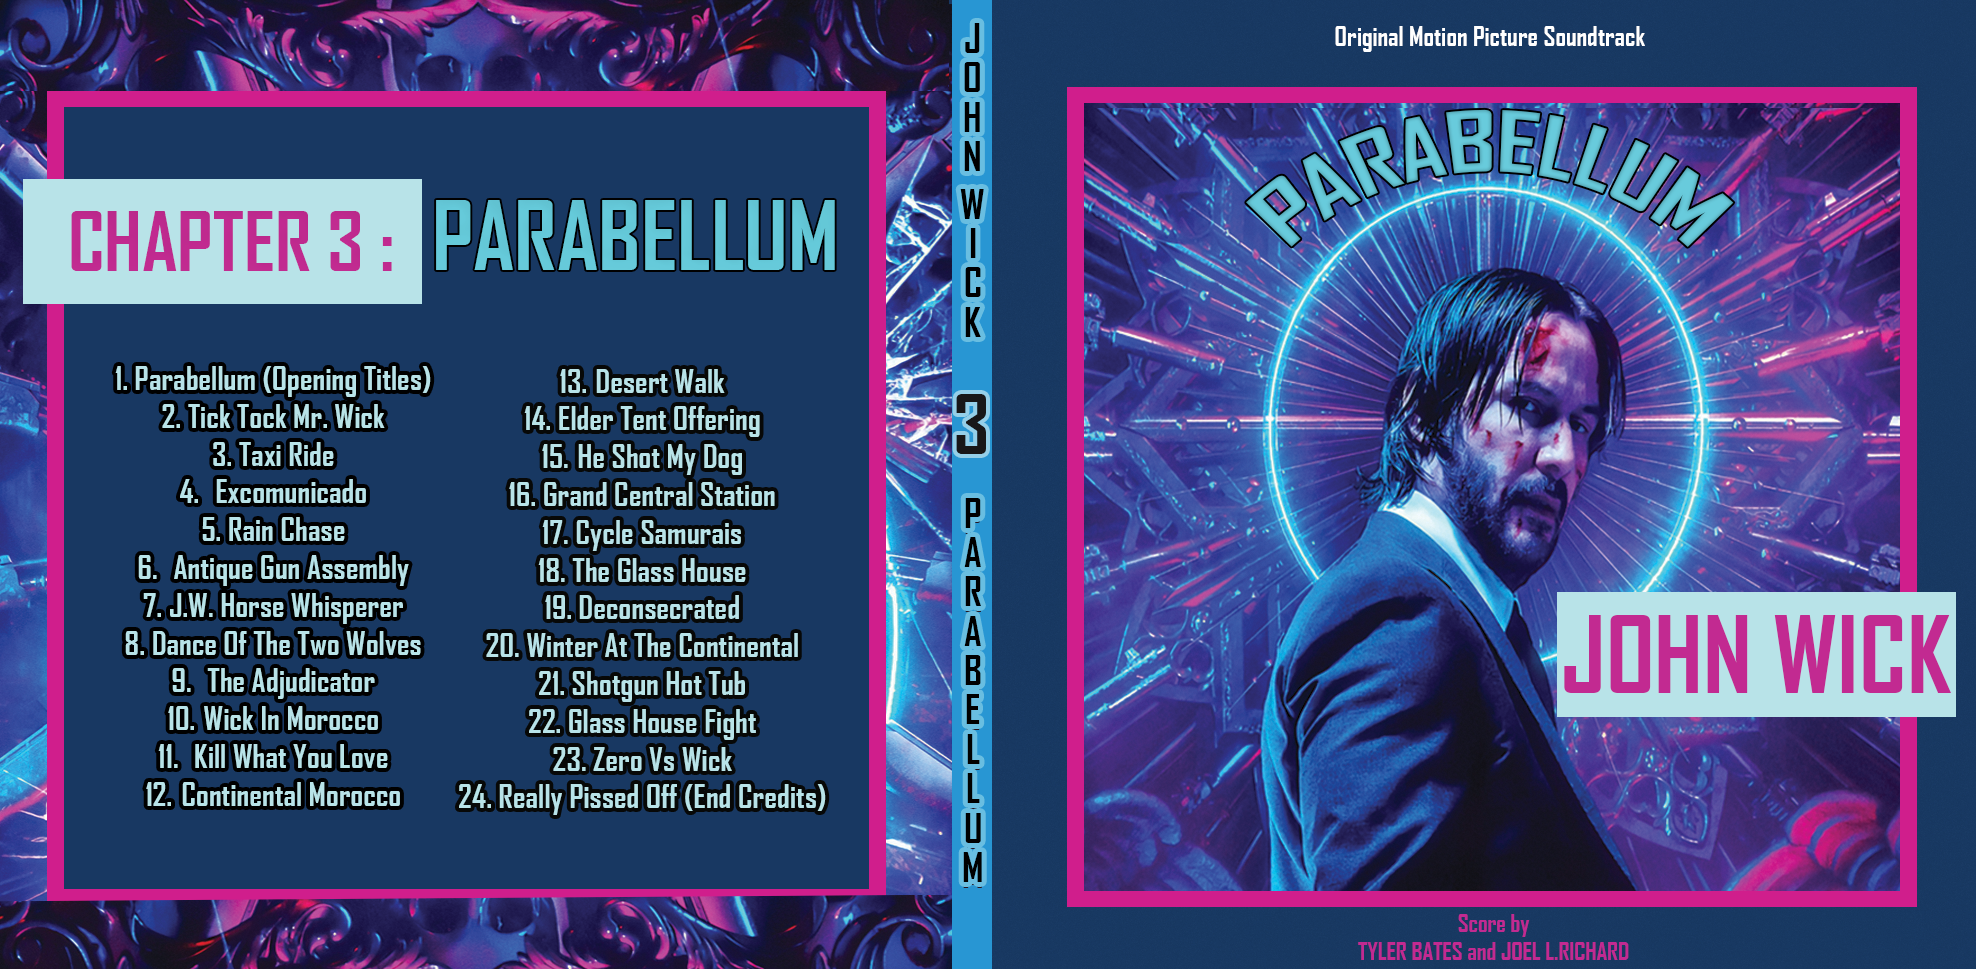 CHAPTER 3 : PARABELLUM
1. Parabellum (Opening Titles)
2. Tick Tock Mr. Wick
3. Taxi Ride
4. Excomunicado
5. Rain Chase
6. Antique Gun Assembly
7. J.W. Horse Whisperer
8. Dance Of The Two Wolves
9. The Adjudicator
10. Wick In Morocco
11. Kill What You Love
12. Continental Morocco
13. Desert Walk
14. Elder Tent Offering
15. He Shot My Dog
16. Grand Central Station
17. Cycle Samurais
18. The Glass House
19. Deconsecrated
20. Winter At The Continental
21. Shotgun Hot Tub
22. Glass House Fight
23. Zero Vs Wick
24. Really Pissed Off (End Credits)
JOHN WICK 3 PARABELLUM
Original Motion Picture Soundtrack
PARABELLUM
JOHN WICK
Score by
TYLER BATES and JOEL L.RICHARD